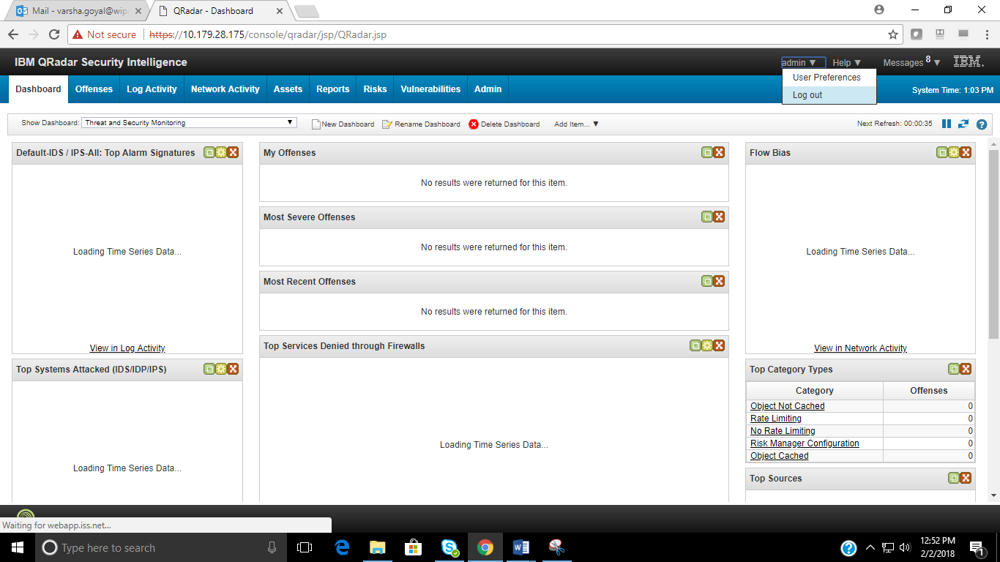 Mail - varsha.goyal@wip
QRadar - Dashboard
Not secure https://10.179.28.175/console/qradar/jsp/QRadar.jsp
IBM QRadar Security Intelligence
admin ▼ Help ▼ Messages 8 ▼ IBM.
User Preferences
Log out
Dashboard Offenses Log Activity Network Activity Assets Reports Risks Vulnerabilities Admin
System Time: 1:03 PM
Show Dashboard: Threat and Security Monitoring ▼ New Dashboard Rename Dashboard Delete Dashboard Add Item... ▼ Next Refresh: 00:00:35
Default-IDS / IPS-All: Top Alarm Signatures
Loading Time Series Data...
View in Log Activity
Top Systems Attacked (IDS/IDP/IPS)
Loading Time Series Data...
My Offenses
No results were returned for this item.
Most Severe Offenses
No results were returned for this item.
Most Recent Offenses
No results were returned for this item.
Top Services Denied through Firewalls
Loading Time Series Data...
Flow Bias
Loading Time Series Data...
View in Network Activity
Top Category Types
Category Offenses
Object Not Cached 0
Rate Limiting 0
No Rate Limiting 0
Risk Manager Configuration 0
Object Cached 0
Top Sources
Waiting for webapp.iss.net...
Type here to search
12:52 PM
2/2/2018
1